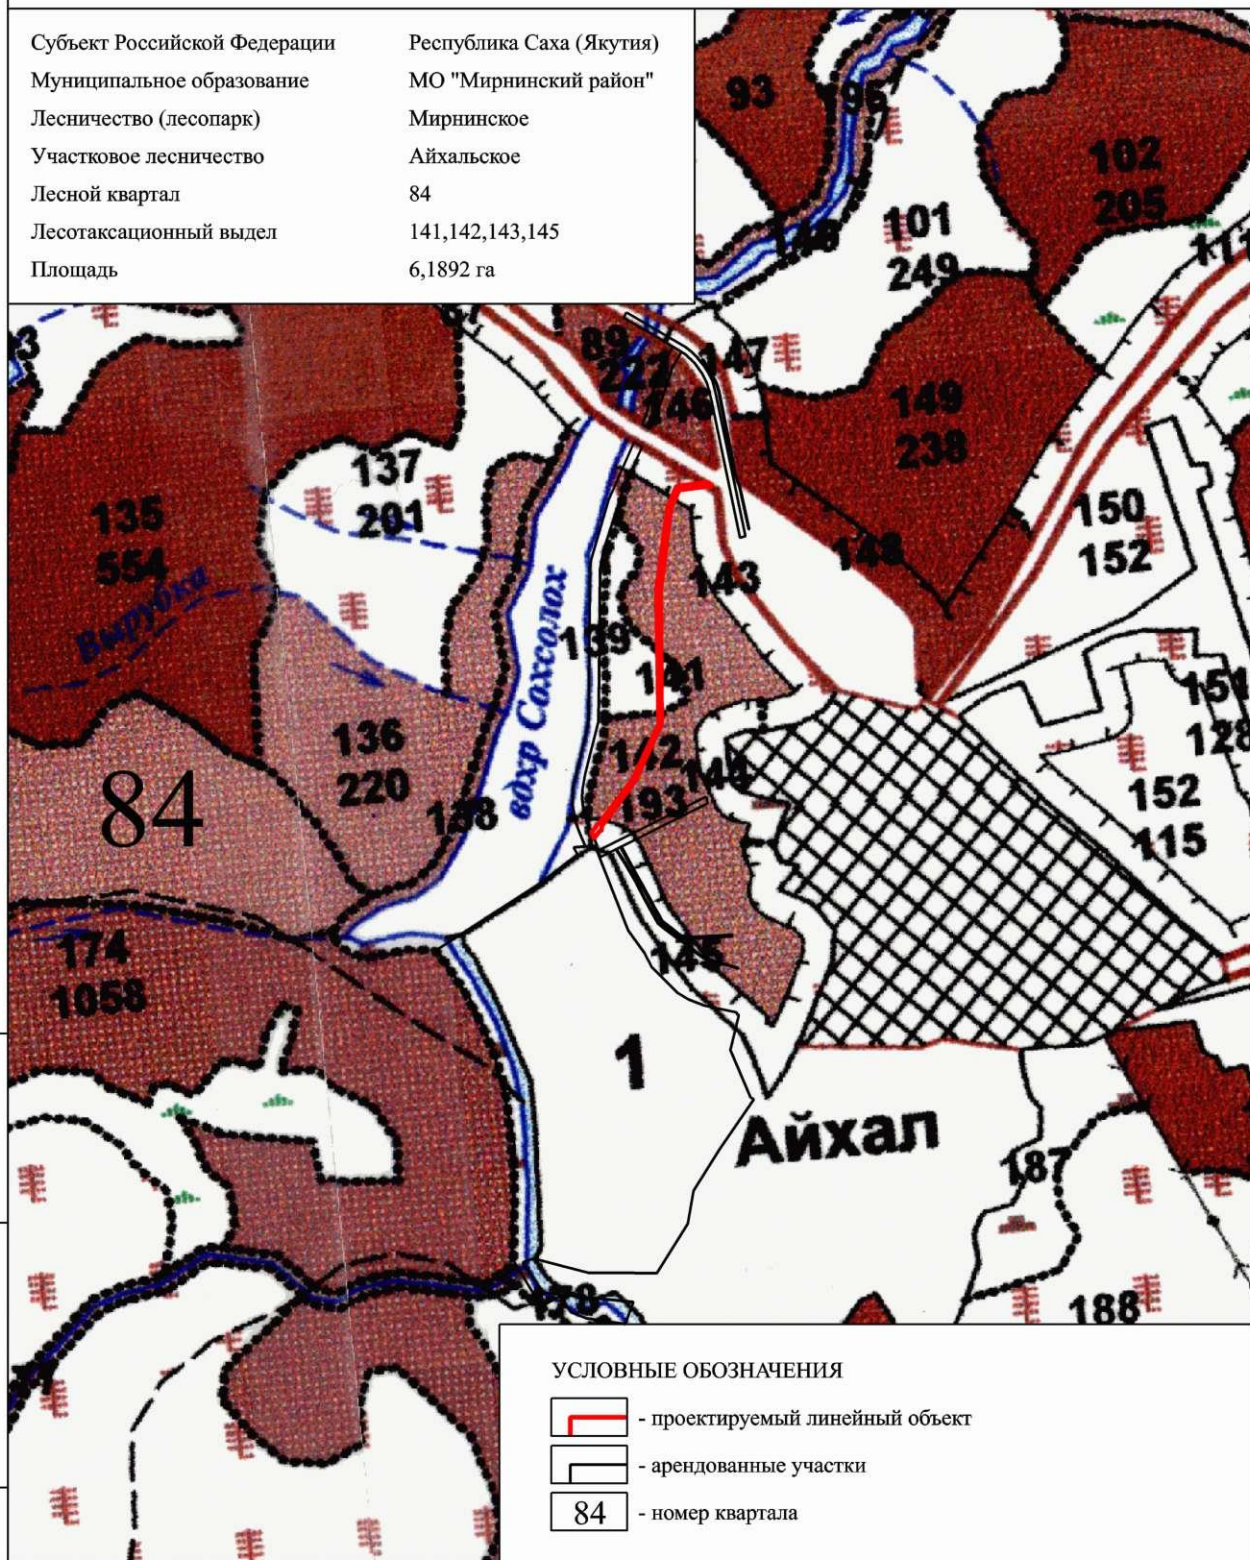 Субъект Российской Федерации Республика Саха (Якутия)
Муниципальное образование МО "Мирнинский район"
Лесничество (лесопарк) Мирнинское
Участковое лесничество Айхальское
Лесной квартал 84
Лесотаксационный выдел 141,142,143,145
Площадь 6,1892 га
93
102
205
101
249
89
222
147
146
149
238
137
201
135
554
150
152
148
143
Вырубка
139
141
вдхр Сохсолох
136
220
142
144
193
151
128
152
115
84
138
174
1058
145
1
Айхал
187
178
188
УСЛОВНЫЕ ОБОЗНАЧЕНИЯ
- проектируемый линейный объект
- арендованные участки
84 - номер квартала